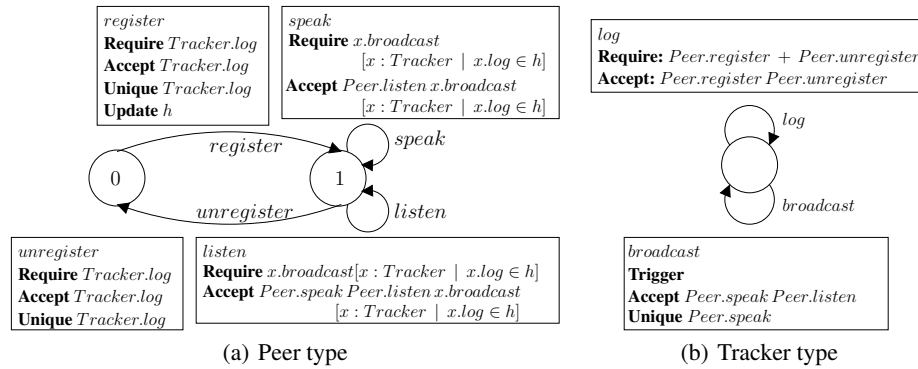 register
Require Tracker.log
Accept Tracker.log
Unique Tracker.log
Update h
speak
Require x.broadcast
[x : Tracker | x.log ∈ h]
Accept Peer.listen x.broadcast
[x : Tracker | x.log ∈ h]
register
speak
0
1
unregister
listen
unregister
Require Tracker.log
Accept Tracker.log
Unique Tracker.log
listen
Require x.broadcast[x : Tracker | x.log ∈ h]
Accept Peer.speak Peer.listen x.broadcast
[x : Tracker | x.log ∈ h]
(a) Peer type
log
Require: Peer.register + Peer.unregister
Accept: Peer.register Peer.unregister
log
broadcast
broadcast
Trigger
Accept Peer.speak Peer.listen
Unique Peer.speak
(b) Tracker type